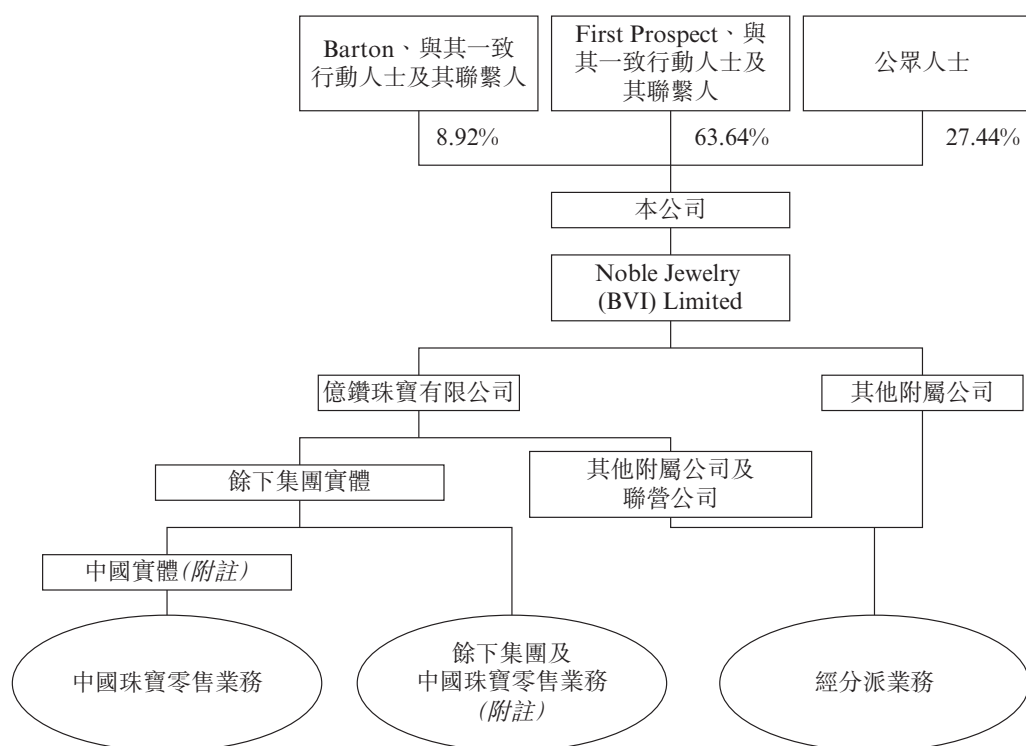 Barton、與其一致
行動人士及其聯繫人
First Prospect、與
其一致行動人士及
其聯繫人
公眾人士
8.92%
63.64%
27.44%
本公司
Noble Jewelry
(BVI) Limited
億鑽珠寶有限公司
其他附屬公司
餘下集團實體
其他附屬公司及
聯營公司
中國實體(附註)
中國珠寶零售業務
餘下集團及
中國珠寶零售業務
(附註)
經分派業務